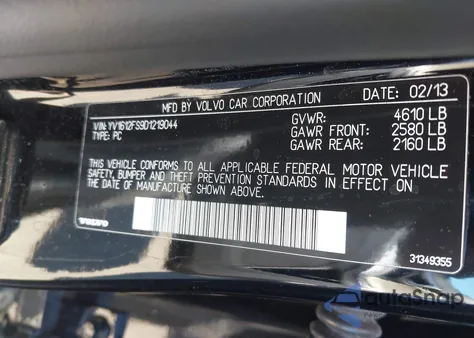 MFD BY VOLVO CAR CORPORATION DATE: 02/13
VIN: YV1612FS9D1219044 GVWR: 4610 LB
TYPE: PC GAWR FRONT: 2580 LB
GAWR REAR: 2160 LB
THIS VEHICLE CONFORMS TO ALL APPLICABLE FEDERAL MOTOR VEHICLE
SAFETY, BUMPER AND THEFT PREVENTION STANDARDS IN EFFECT ON
THE DATE OF MANUFACTURE SHOWN ABOVE.
VOLVO 31349355
autoSnap